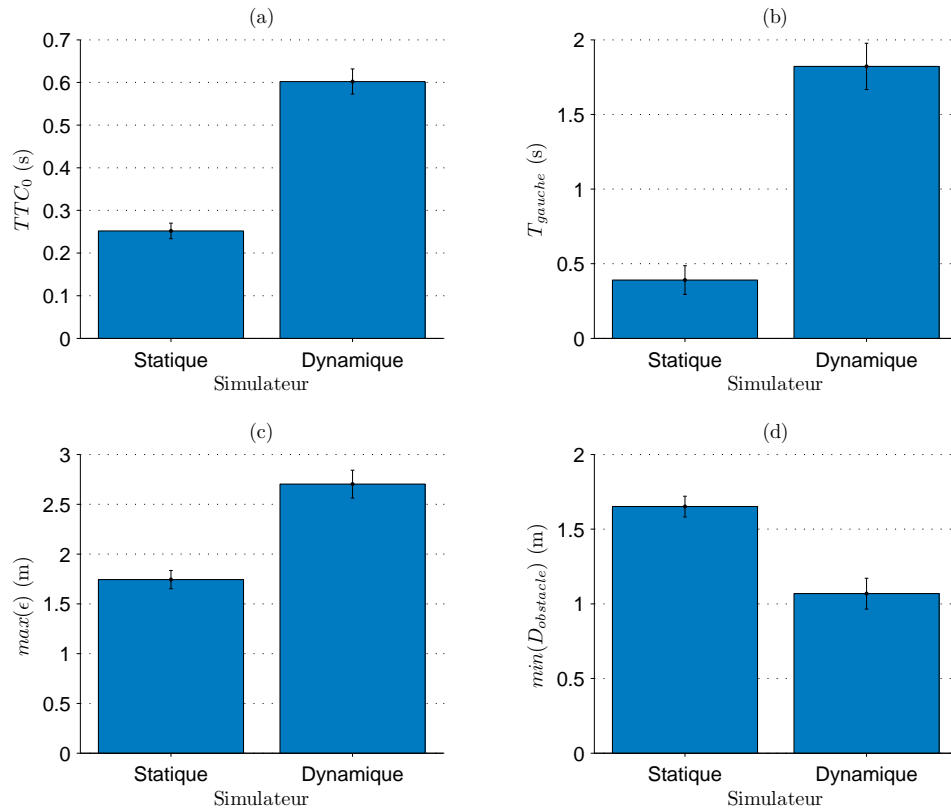 (a)
0.7
0.6
0.5
0.4
0.3
0.2
0.1
0
TTC₀ (s)
Statique Dynamique
Simulateur
(b)
2
1.5
1
0.5
0
T_gauche (s)
Statique Dynamique
Simulateur
(c)
3
2.5
2
1.5
1
0.5
0
max(ϵ) (m)
Statique Dynamique
Simulateur
(d)
2
1.5
1
0.5
0
min(D_obstacle) (m)
Statique Dynamique
Simulateur